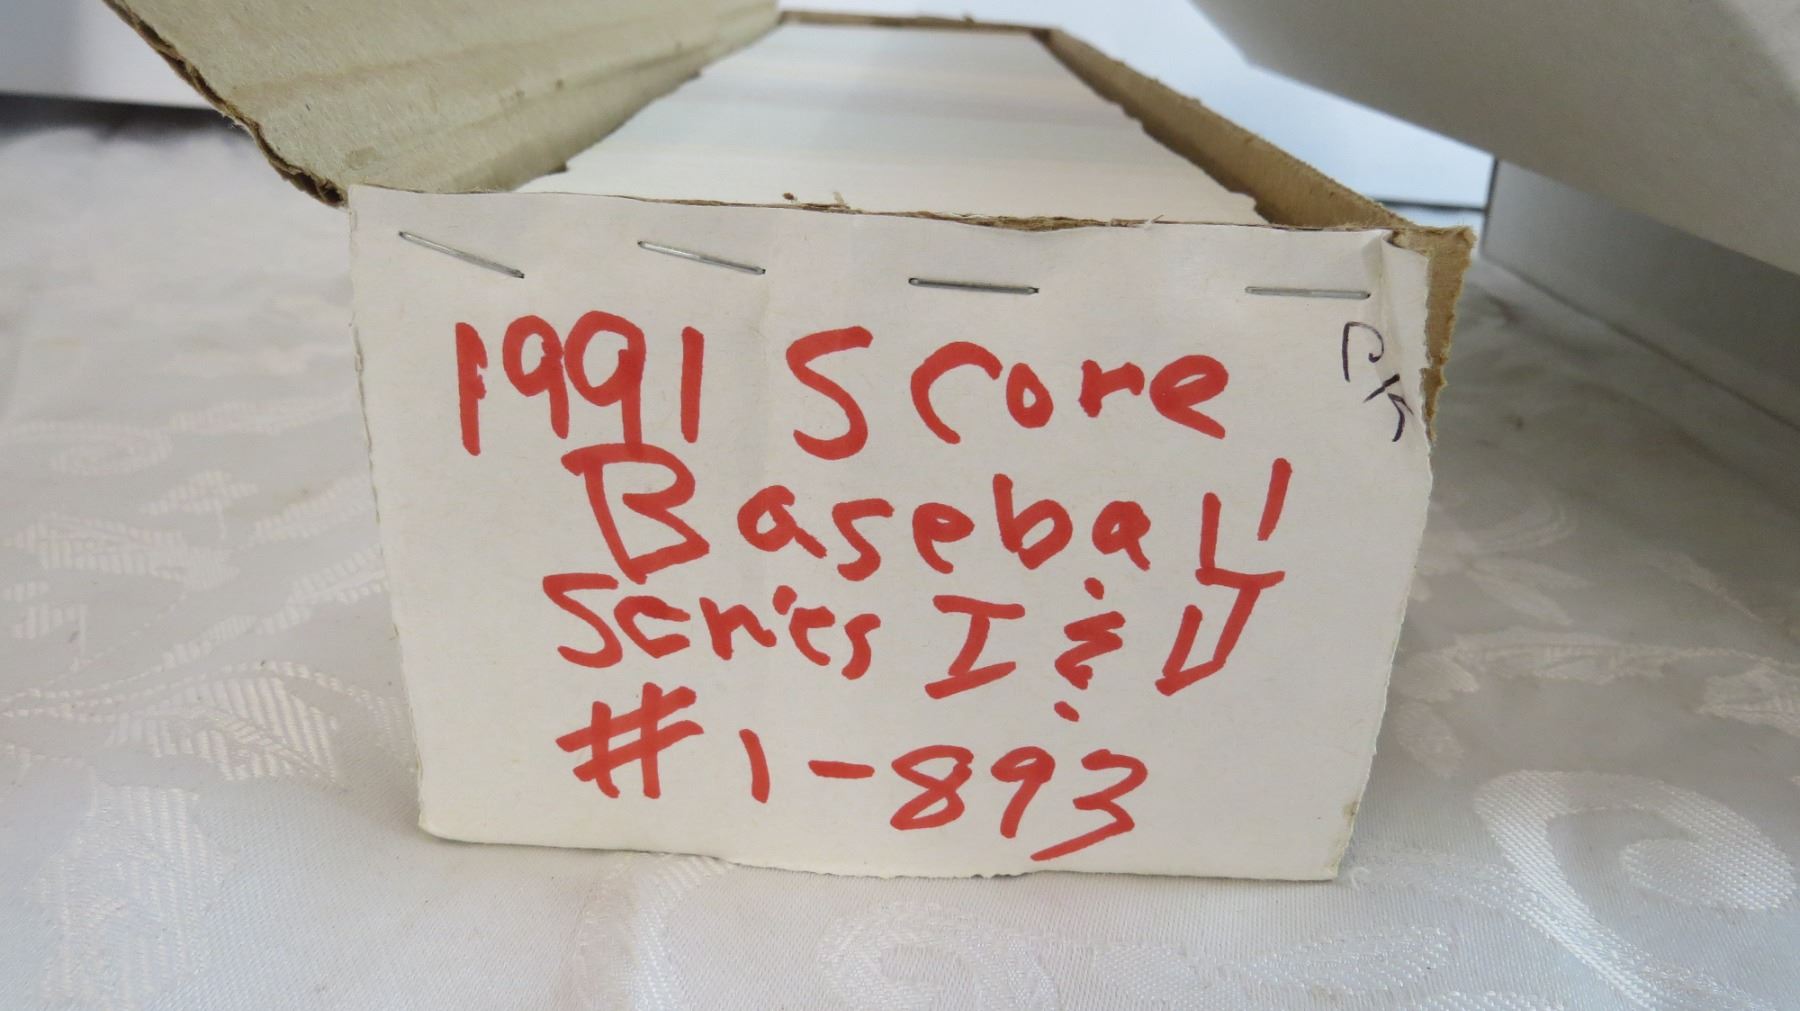 1991 Score
Baseball
Series I & II
#1-893